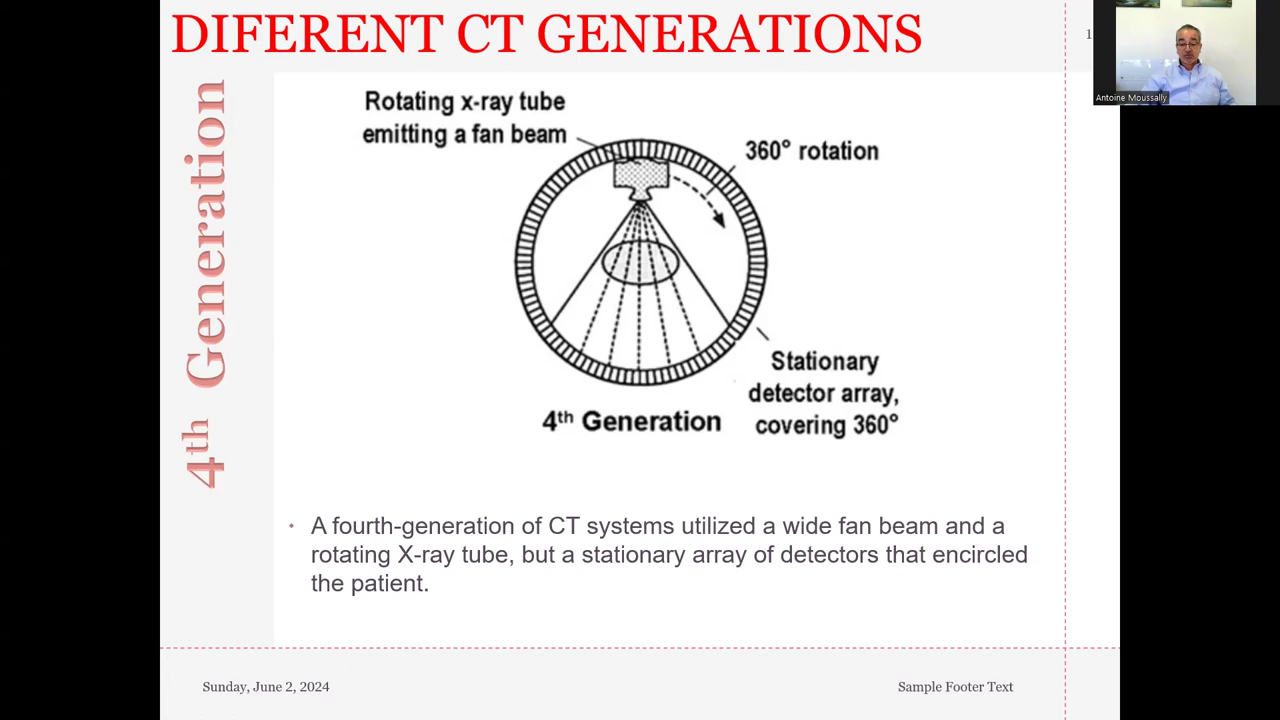 DIFERENT CT GENERATIONS
1
Antoine Moussally
4th Generation
Rotating x-ray tube
emitting a fan beam
360° rotation
Stationary
detector array,
covering 360°
4th Generation
• A fourth-generation of CT systems utilized a wide fan beam and a
rotating X-ray tube, but a stationary array of detectors that encircled
the patient.
Sunday, June 2, 2024
Sample Footer Text